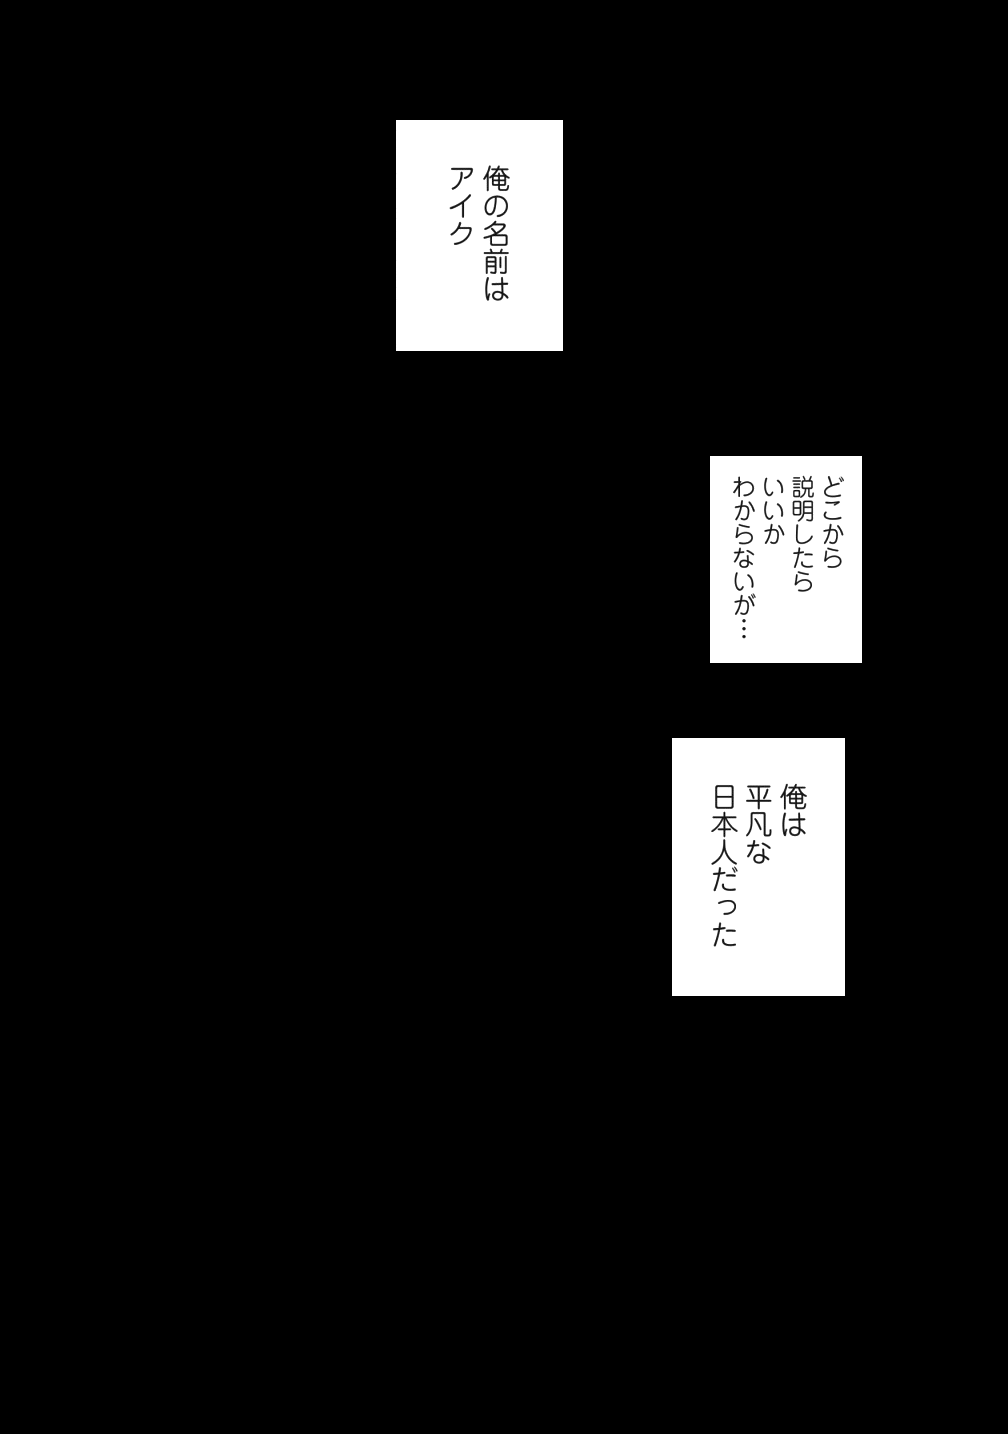 俺の名前は
アイク
どこから
説明したら
いいか
わからないが…
俺は
平凡な
日本人だった